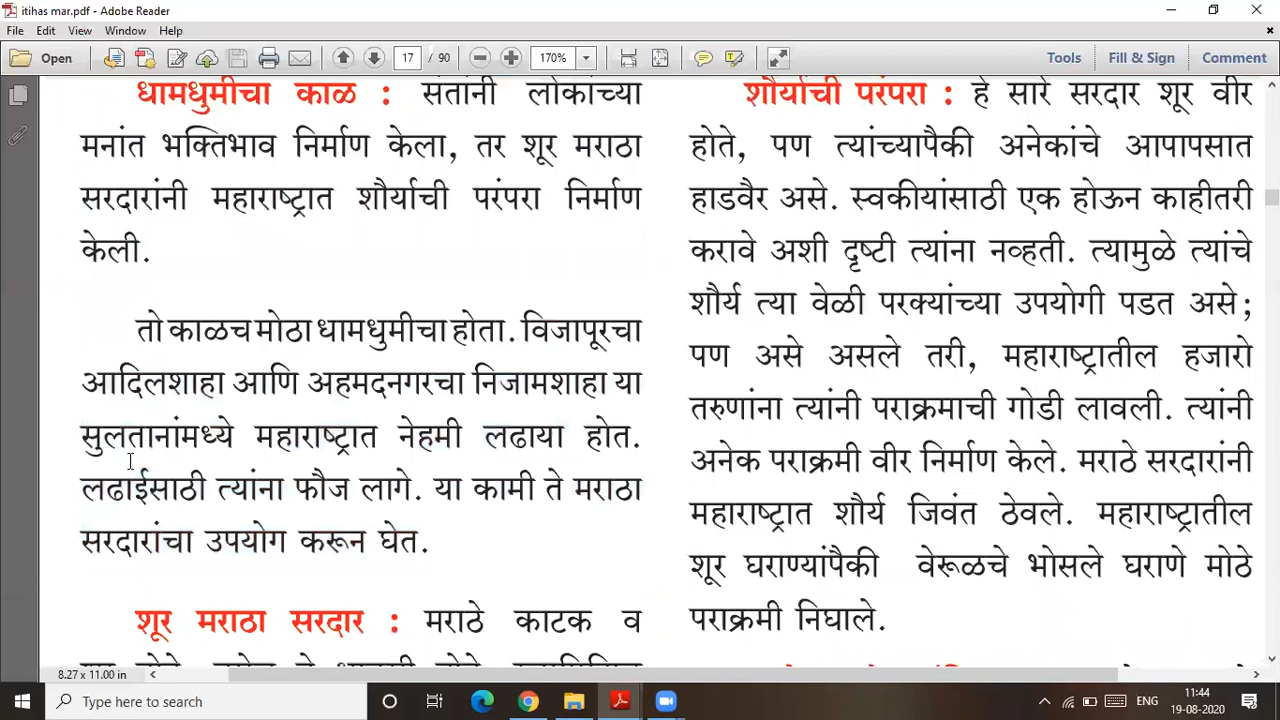 itihas mar.pdf - Adobe Reader
File Edit View Window Help
Open 17 / 90 170% Tools Fill & Sign Comment
धामधुमीचा काळ : संतांनी लोकांच्या
मनांत भक्तिभाव निर्माण केला, तर शूर मराठा
सरदारांनी महाराष्ट्रात शौर्याची परंपरा निर्माण
केली.
तो काळच मोठा धामधुमीचा होता. विजापूरचा
आदिलशाहा आणि अहमदनगरचा निजामशाहा या
सुलतानांमध्ये महाराष्ट्रात नेहमी लढाया होत.
लढाईसाठी त्यांना फौज लागे. या कामी ते मराठा
सरदारांचा उपयोग करून घेत.
शूर मराठा सरदार : मराठे काटक व
शौर्याची परंपरा : हे सारे सरदार शूर वीर
होते, पण त्यांच्यापैकी अनेकांचे आपापसात
हाडवैर असे. स्वकीयांसाठी एक होऊन काहीतरी
करावे अशी दृष्टी त्यांना नव्हती. त्यामुळे त्यांचे
शौर्य त्या वेळी परक्यांच्या उपयोगी पडत असे;
पण असे असले तरी, महाराष्ट्रातील हजारो
तरुणांना त्यांनी पराक्रमाची गोडी लावली. त्यांनी
अनेक पराक्रमी वीर निर्माण केले. मराठे सरदारांनी
महाराष्ट्रात शौर्य जिवंत ठेवले. महाराष्ट्रातील
शूर घराण्यांपैकी वेरूळचे भोसले घराणे मोठे
पराक्रमी निघाले.
8.27 x 11.00 in
Type here to search
ENG
11:44
19-08-2020